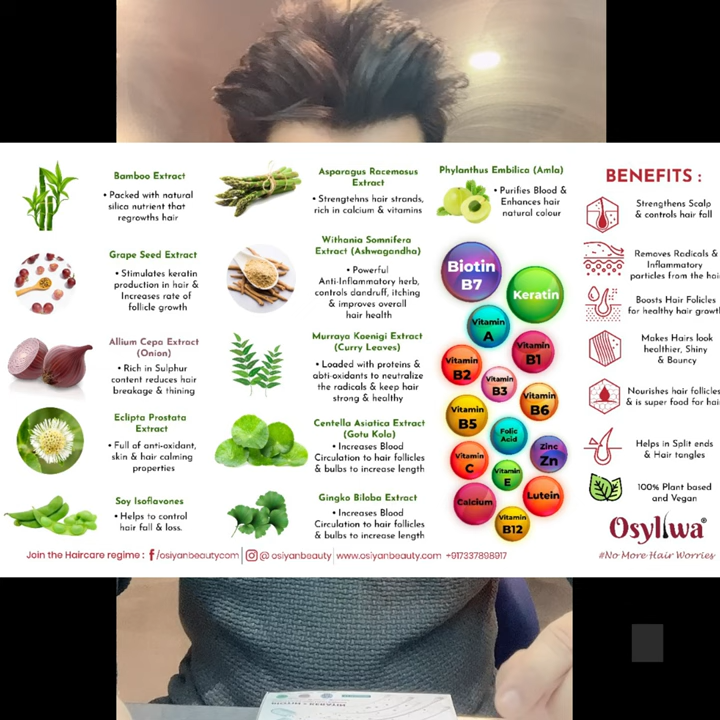 Bamboo Extract
• Packed with natural
silica nutrient that
regrowths hair
Grape Seed Extract
• Stimulates keratin
production in hair &
Increases rate of
follicle growth
Allium Cepa Extract
(Onion)
• Rich in Sulphur
content reduces hair
breakage & thining
Eclipta Prostata
Extract
• Full of anti-oxidant,
skin & hair calming
properties
Soy Isoflavones
• Helps to control
hair fall & loss.
Asparagus Racemosus
Extract
• Strengtehns hair strands,
rich in calcium & vitamins
Withania Somnifera
Extract (Ashwagandha)
• Powerful
Anti-Inflammatory herb,
controls dandruff, itching
& improves overall
hair health
Murraya Kaenigi Extract
(Curry Leaves)
• Loaded with proteins &
abti-oxidants to neutralize
the radicals & keep hair
strong & healthy
Centella Asiatica Extract
(Gotu Kola)
• Increases Blood
Circulation to hair follicles
& bulbs to increase length
Gingko Biloba Extract
• Increases Blood
Circulation to hair follicles
& bulbs to increase length
Phylanthus Embilica (Amla)
• Purifies Blood &
Enhances hair
natural colour
Biotin
B7
Keratin
Vitamin
A
Vitamin
B1
Vitamin
B2
Vitamin
B3
Vitamin
B6
Vitamin
B5
Folic
Acid
Zinc
Zn
Vitamin
C
Vitamin
E
Calcium
Lutein
Vitamin
B12
BENEFITS :
Strengthens Scalp
& controls hair fall
Removes Radicals &
Inflammatory
particles from the hai
Boosts Hair Folicles
for healthy hair growt
Makes Hairs look
healthier, Shiny
& Bauncy
Nourishes hair follicles
& is super food for hai
Helps in Split ends
& Hair tangles
100% Plant based
and Vegan
Osyliwa®
#No More Hair Worries
Join the Haircare regime : f /osiyanbeautycom @ osiyanbeauty www.osiyanbeauty.com +917337898917